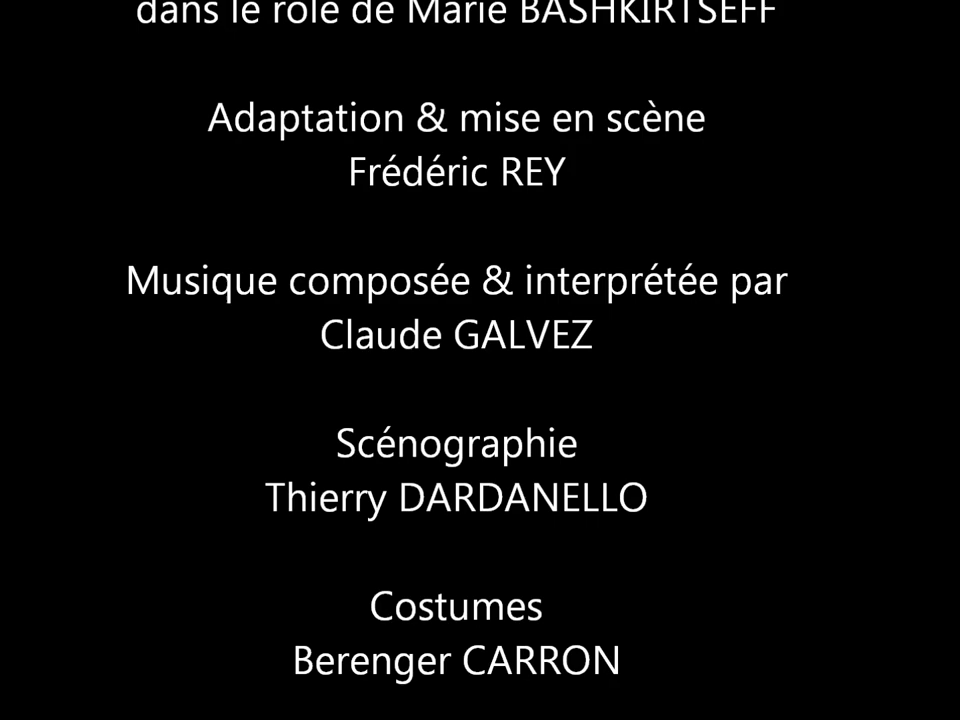 dans le rôle de Marie BASHKIRTSEFF
Adaptation & mise en scène
Frédéric REY
Musique composée & interprétée par
Claude GALVEZ
Scénographie
Thierry DARDANELLO
Costumes
Berenger CARRON